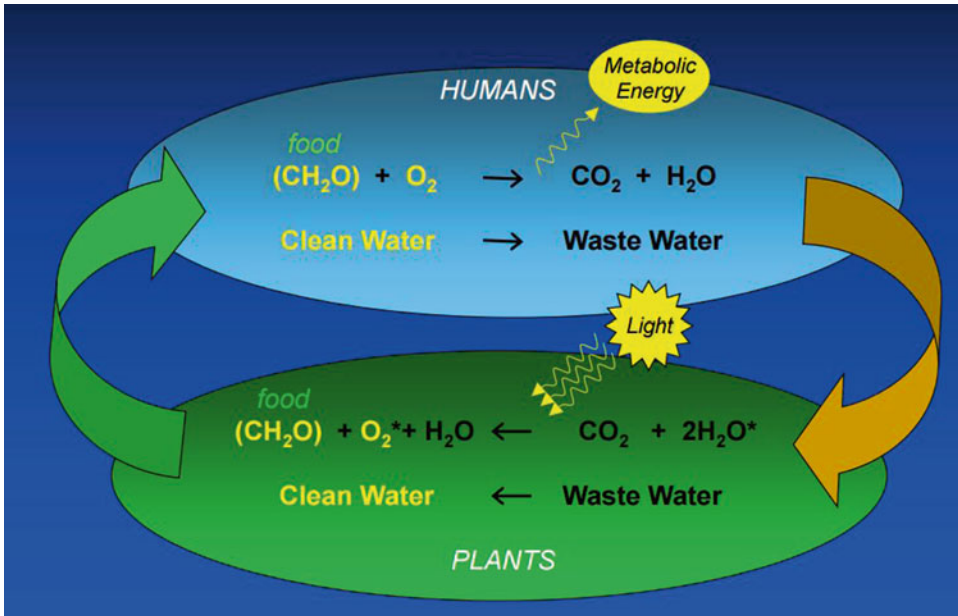 Metabolic
Energy
HUMANS
food
(CH₂O) + O₂ → CO₂ + H₂O
Clean Water → Waste Water
Light
food
(CH₂O) + O₂*+ H₂O ← CO₂ + 2H₂O*
Clean Water ← Waste Water
PLANTS